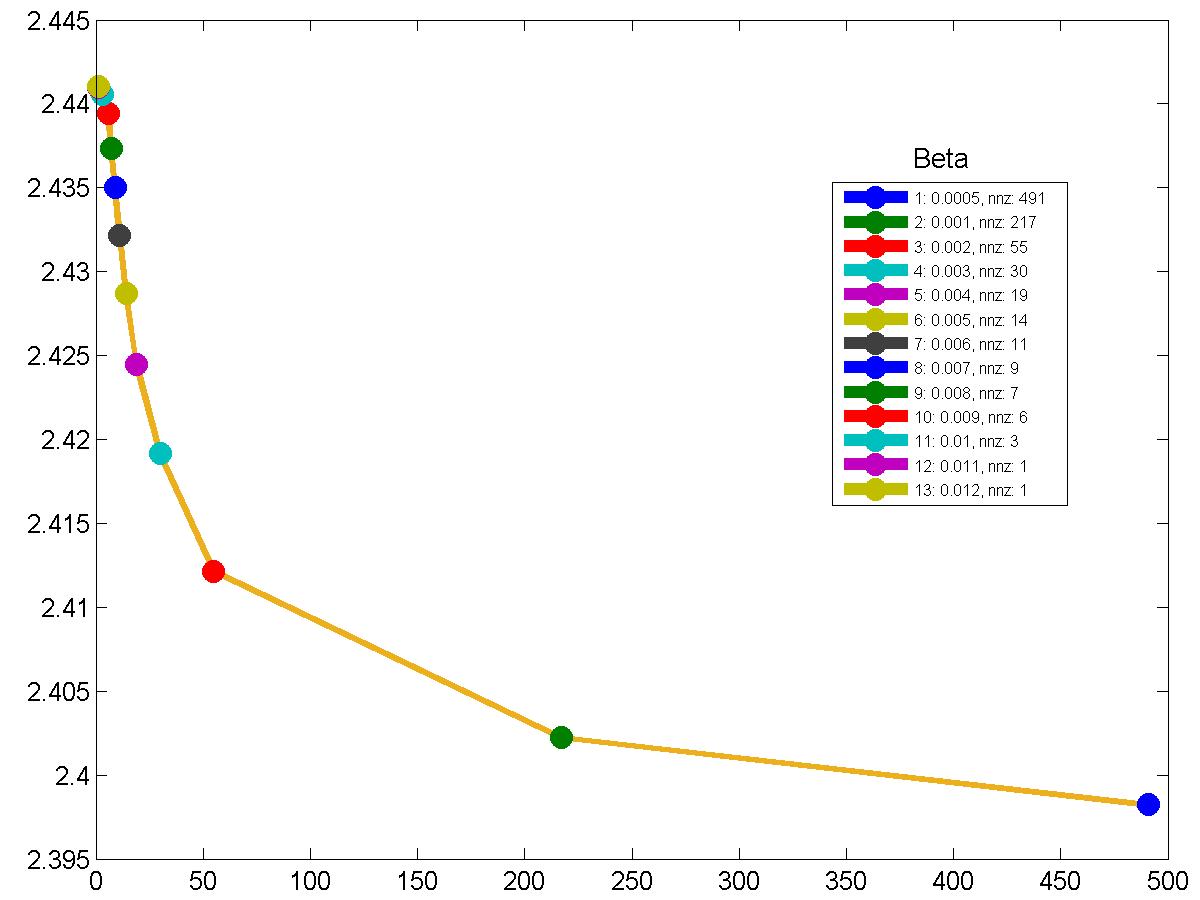 2.445
2.44
2.435
2.43
2.425
2.42
2.415
2.41
2.405
2.4
2.395
Beta
1: 0.0005, nnz: 491
2: 0.001, nnz: 217
3: 0.002, nnz: 55
4: 0.003, nnz: 30
5: 0.004, nnz: 19
6: 0.005, nnz: 14
7: 0.006, nnz: 11
8: 0.007, nnz: 9
9: 0.008, nnz: 7
10: 0.009, nnz: 6
11: 0.01, nnz: 3
12: 0.011, nnz: 1
13: 0.012, nnz: 1
0 50 100 150 200 250 300 350 400 450 500